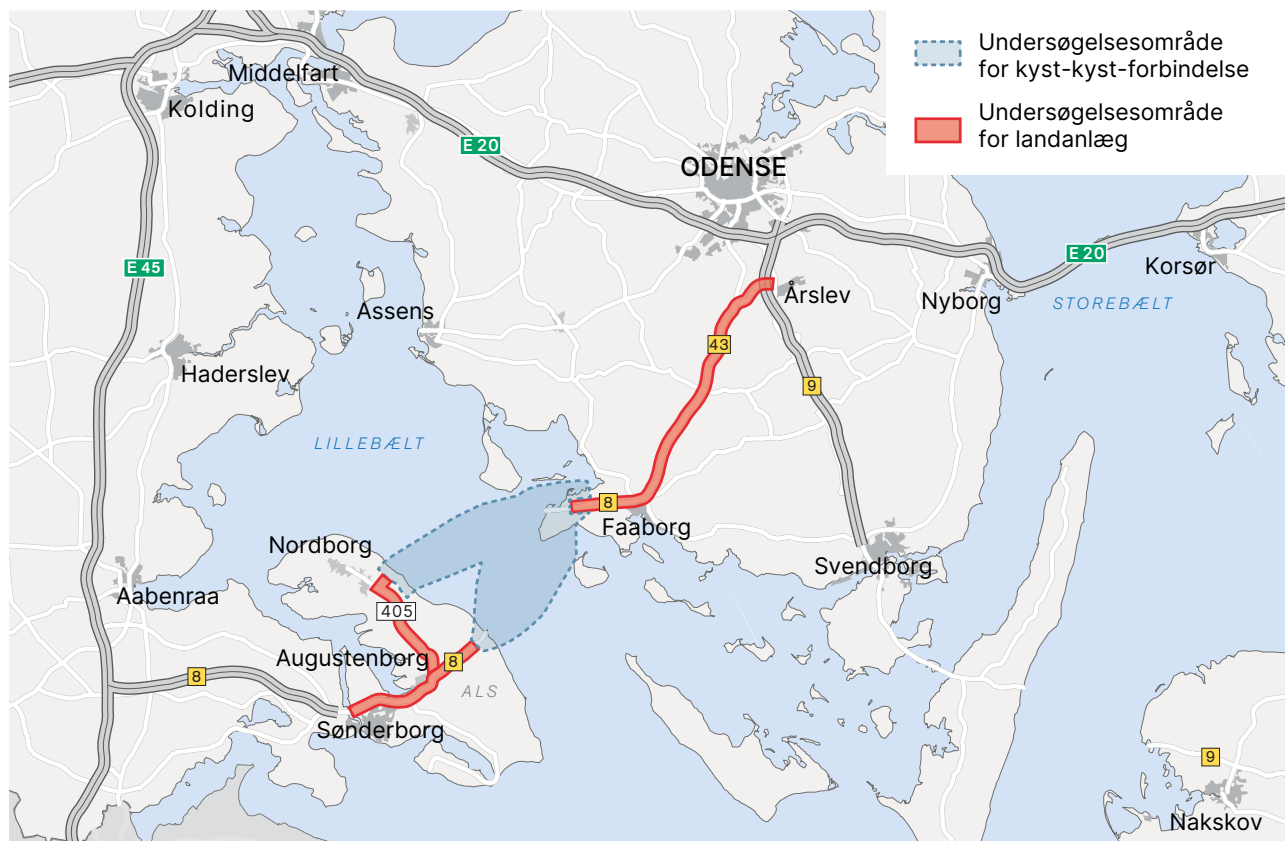 Undersøgelsesområde
for kyst-kyst-forbindelse
Undersøgelsesområde
for landanlæg
Middelfart
Kolding
E 20
ODENSE
E 45
E 20
Korsør
Årslev
Nyborg
STOREBÆLT
Assens
43
Haderslev
9
LILLEBÆLT
8
Faaborg
Nordborg
Svendborg
Aabenraa
405
Augustenborg
8
8
ALS
Sønderborg
9
Nakskov